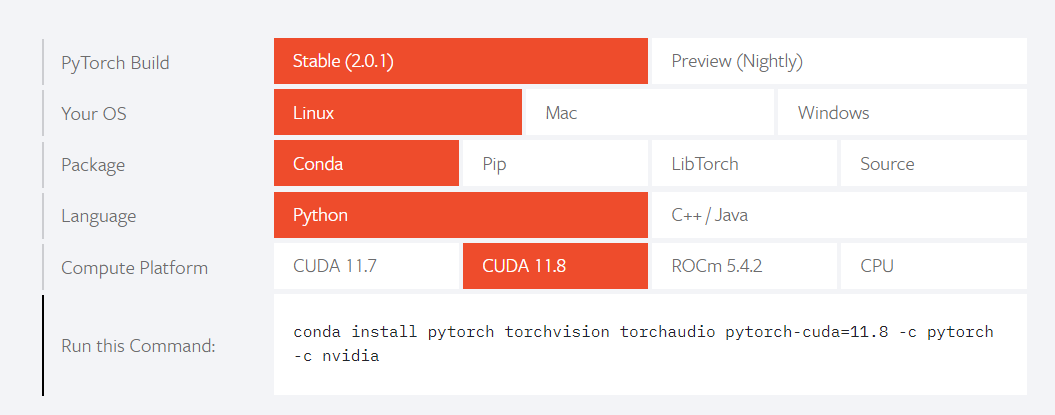 PyTorch Build
Stable (2.0.1)
Preview (Nightly)
Your OS
Linux
Mac
Windows
Package
Conda
Pip
LibTorch
Source
Language
Python
C++ / Java
Compute Platform
CUDA 11.7
CUDA 11.8
ROCm 5.4.2
CPU
Run this Command:
conda install pytorch torchvision torchaudio pytorch-cuda=11.8 -c pytorch
-c nvidia